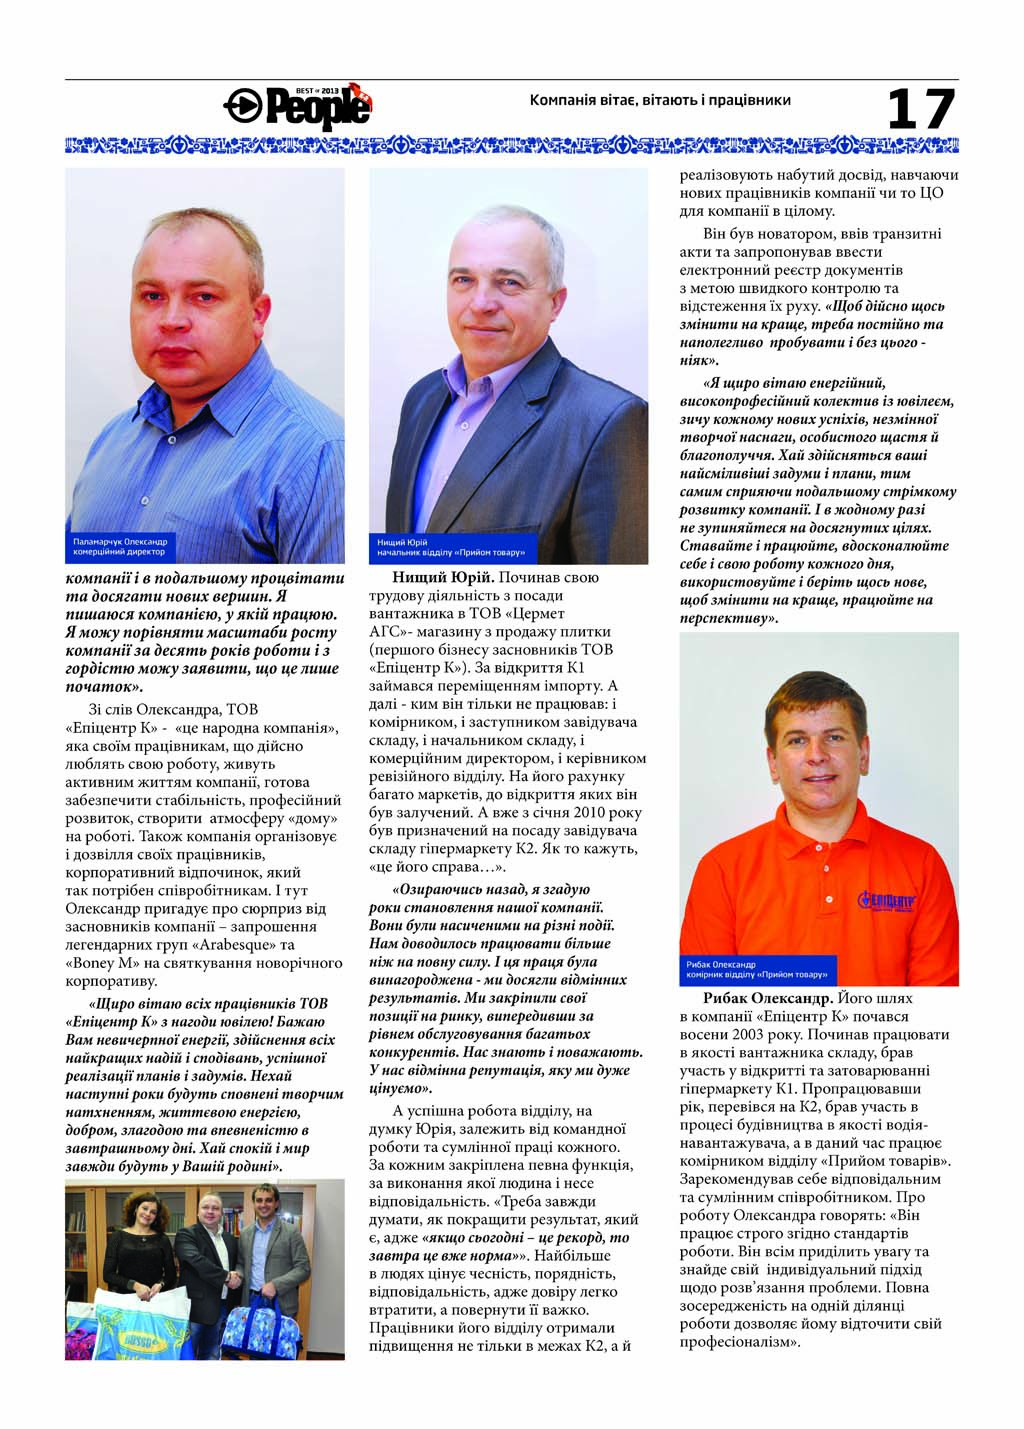 BEST of 2013
People
Компанія вітає, вітають і працівники
17
Паламарчук Олександр
комерційний директор
компанії і в подальшому процвітати
та досягати нових вершин. Я
пишаюся компанією, у якій працюю.
Я можу порівняти масштаби росту
компанії за десять років роботи і з
гордістю можу заявити, що це лише
початок».
Зі слів Олександра, ТОВ
«Епіцентр К» - «це народна компанія»,
яка своїм працівникам, що дійсно
люблять свою роботу, живуть
активним життям компанії, готова
забезпечити стабільність, професійний
розвиток, створити атмосферу «дому»
на роботі. Також компанія організовує
і дозвілля своїх працівників,
корпоративний відпочинок, який
так потрібен співробітникам. І тут
Олександр пригадує про сюрприз від
засновників компанії – запрошення
легендарних груп «Arabesque» та
«Boney M» на святкування новорічного
корпоративу.
«Щиро вітаю всіх працівників ТОВ
«Епіцентр К» з нагоди ювілею! Бажаю
Вам невичерпної енергії, здійснення всіх
найкращих надій і сподівань, успішної
реалізації планів і задумів. Нехай
наступні роки будуть сповнені творчим
натхненням, життєвою енергією,
добром, злагодою та впевненістю в
завтрашньому дні. Хай спокій і мир
завжди будуть у Вашій родині».
Нищий Юрій
начальник відділу «Прийом товару»
Нищий Юрій. Починав свою
трудову діяльність з посади
вантажника в ТОВ «Цермет
АГС»- магазину з продажу плитки
(першого бізнесу засновників ТОВ
«Епіцентр К»). За відкриття К1
займався переміщенням імпорту. А
далі - ким він тільки не працював: і
комірником, і заступником завідувача
складу, і начальником складу, і
комерційним директором, і керівником
ревізійного відділу. На його рахунку
багато маркетів, до відкриття яких він
був залучений. А вже з січня 2010 року
був призначений на посаду завідувача
складу гіпермаркету К2. Як то кажуть,
«це його справа…».
«Озираючись назад, я згадую
роки становлення нашої компанії.
Вони були насиченими на різні події.
Нам доводилось працювати більше
ніж на повну силу. І ця праця була
винагороджена - ми досягли відмінних
результатів. Ми закріпили свої
позиції на ринку, випередивши за
рівнем обслуговування багатьох
конкурентів. Нас знають і поважають.
У нас відмінна репутація, яку ми дуже
цінуємо».
А успішна робота відділу, на
думку Юрія, залежить від командної
роботи та сумлінної праці кожного.
За кожним закріплена певна функція,
за виконання якої людина і несе
відповідальність. «Треба завжди
думати, як покращити результат, який
є, адже «якщо сьогодні – це рекорд, то
завтра це вже норма»». Найбільше
в людях цінує чесність, порядність,
відповідальність, адже довіру легко
втратити, а повернути її важко.
Працівники його відділу отримали
підвищення не тільки в межах К2, а й
реалізовують набутий досвід, навчаючи
нових працівників компанії чи то ЦО
для компанії в цілому.
Він був новатором, ввів транзитні
акти та запропонував ввести
електронний реєстр документів
з метою швидкого контролю та
відстеження їх руху. «Щоб дійсно щось
змінити на краще, треба постійно та
наполегливо пробувати і без цього -
ніяк».
«Я щиро вітаю енергійний,
високопрофесійний колектив із ювілеєм,
зичу кожному нових успіхів, незмінної
творчої наснаги, особистого щастя й
благополуччя. Хай здійсняться ваші
найсміливіші задуми і плани, тим
самим сприяючи подальшому стрімкому
розвитку компанії. І в жодному разі
не зупиняйтеся на досягнутих цілях.
Ставайте і працюйте, вдосконалюйте
себе і свою роботу кожного дня,
використовуйте і беріть щось нове,
щоб змінити на краще, працюйте на
перспективу».
ЕПІЦЕНТР
Рибак Олександр
комірник відділу «Прийом товару»
Рибак Олександр. Його шлях
в компанії «Епіцентр К» почався
восени 2003 року. Починав працювати
в якості вантажника складу, брав
участь у відкритті та затоварюванні
гіпермаркету К1. Пропрацювавши
рік, перевівся на К2, брав участь в
процесі будівництва в якості водія-
навантажувача, а в даний час працює
комірником відділу «Прийом товарів».
Зарекомендував себе відповідальним
та сумлінним співробітником. Про
роботу Олександра говорять: «Він
працює строго згідно стандартів
роботи. Він всім приділить увагу та
знайде свій індивідуальний підхід
щодо розв’язання проблеми. Повна
зосередженість на одній ділянці
роботи дозволяє йому відточити свій
професіоналізм».